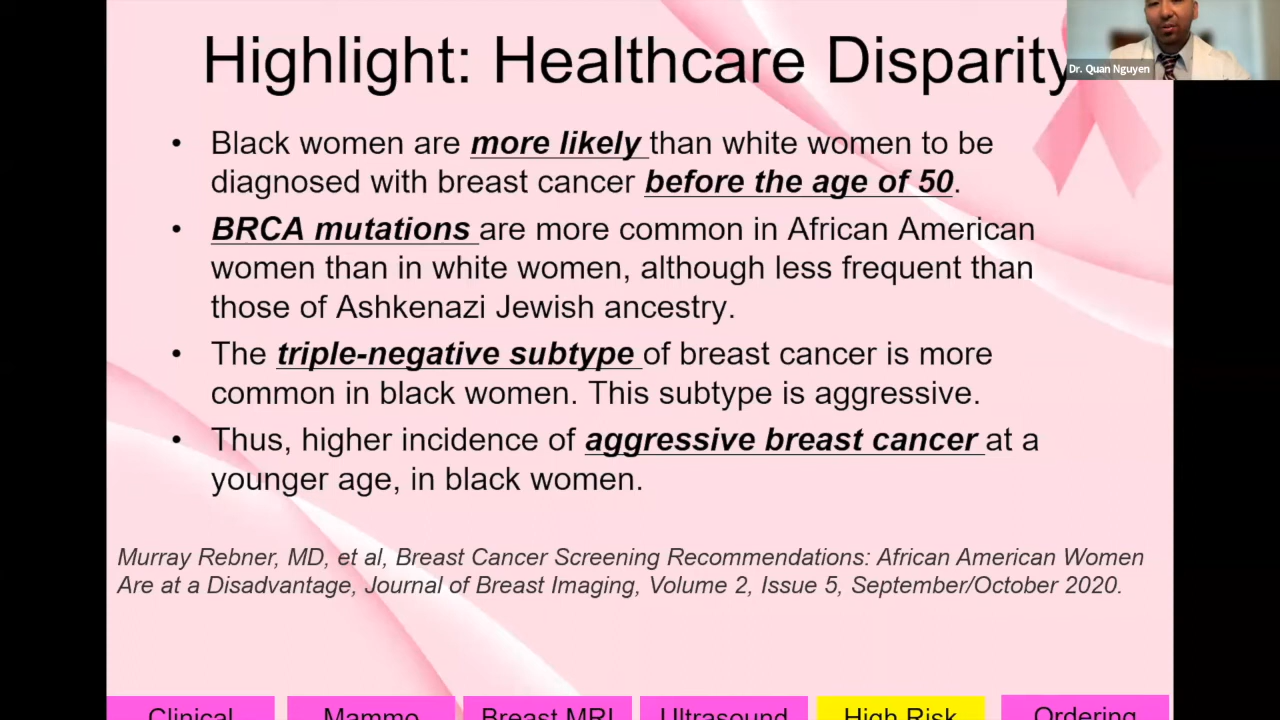 Highlight: Healthcare Disparity
Dr. Quan Nguyen
• Black women are more likely than white women to be
diagnosed with breast cancer before the age of 50.
• BRCA mutations are more common in African American
women than in white women, although less frequent than
those of Ashkenazi Jewish ancestry.
• The triple-negative subtype of breast cancer is more
common in black women. This subtype is aggressive.
• Thus, higher incidence of aggressive breast cancer at a
younger age, in black women.
Murray Rebner, MD, et al, Breast Cancer Screening Recommendations: African American Women
Are at a Disadvantage, Journal of Breast Imaging, Volume 2, Issue 5, September/October 2020.
Clinical Mammo Breast MRI Ultrasound High Risk Ordering